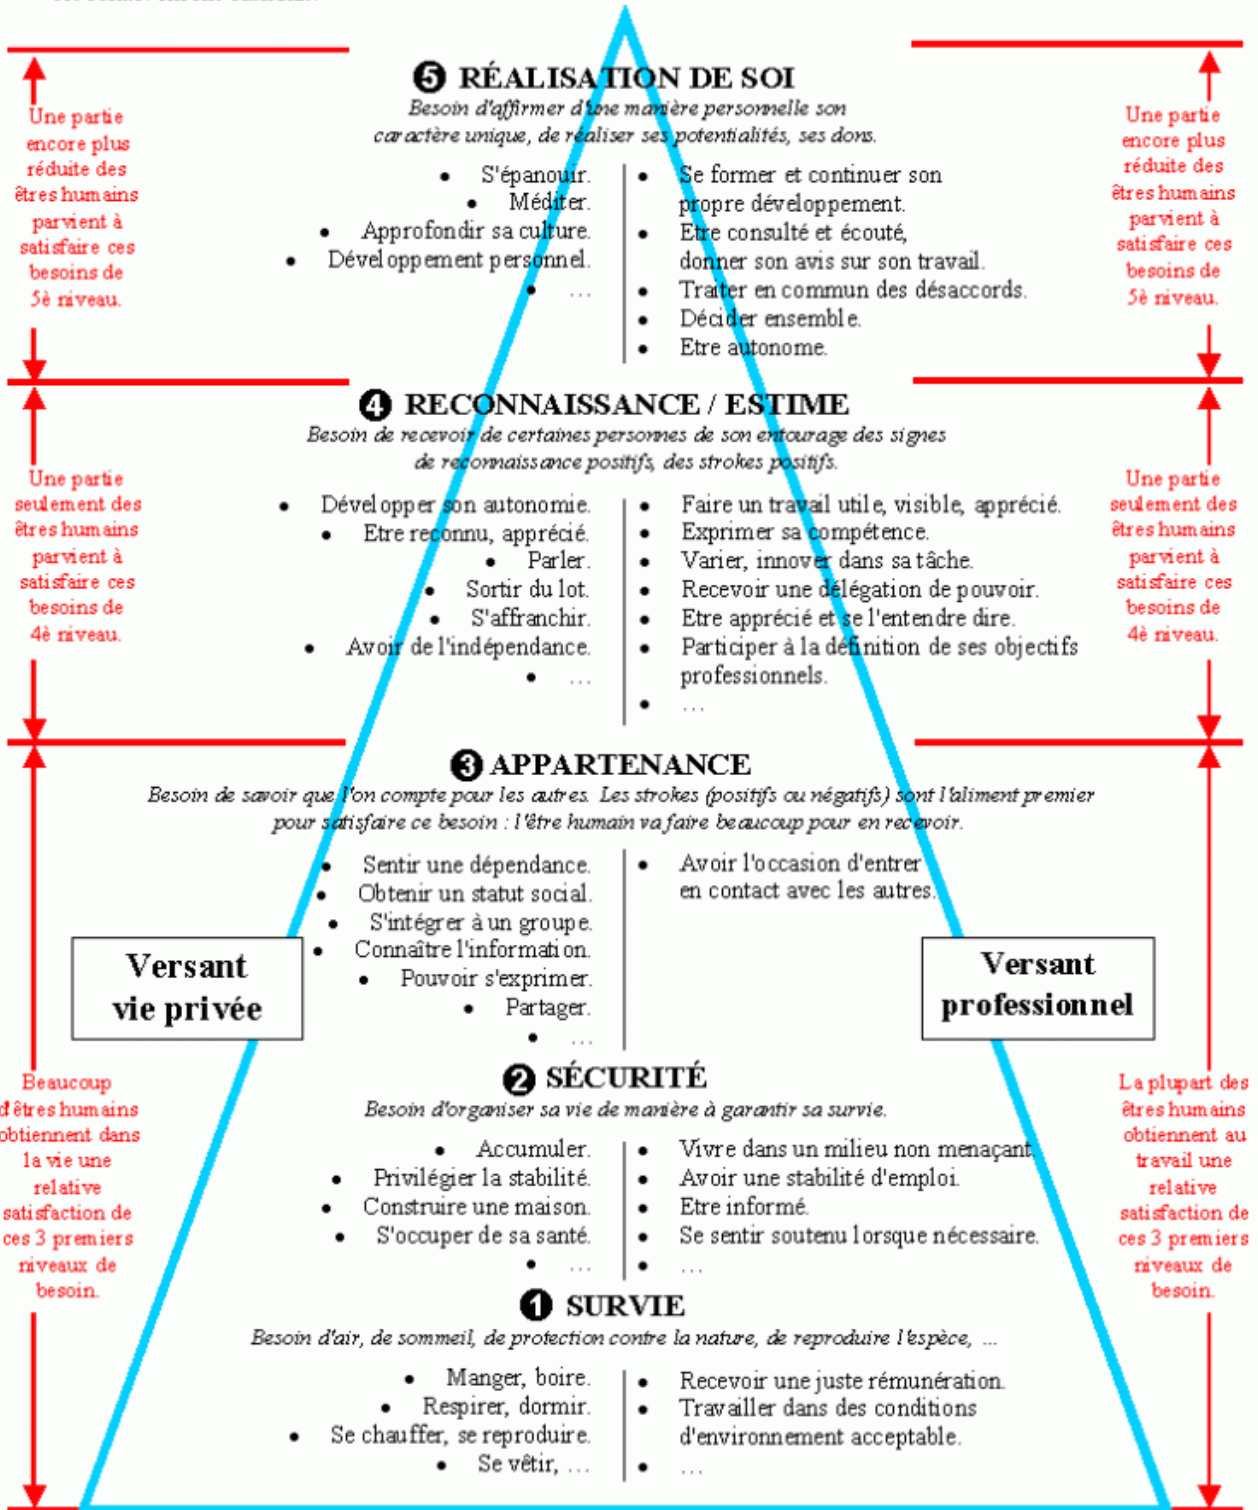 ❺ RÉALISATION DE SOI
Besoin d'affirmer d'une manière personnelle son
caractère unique, de réaliser ses potentialités, ses dons.
Une partie
encore plus
réduite des
êtres humains
parvient à
satisfaire ces
besoins de
5è niveau.
• S'épanouir.
• Méditer.
• Approfondir sa culture.
• Développement personnel.
• ...
• Se former et continuer son
propre développement.
• Etre consulté et écouté,
donner son avis sur son travail.
• Traiter en commun des désaccords.
• Décider ensemble.
• Etre autonome.
Une partie
encore plus
réduite des
êtres humains
parvient à
satisfaire ces
besoins de
5è niveau.
❹ RECONNAISSANCE / ESTIME
Besoin de recevoir de certaines personnes de son entourage des signes
de reconnaissance positifs, des strokes positifs.
Une partie
seulement des
êtres humains
parvient à
satisfaire ces
besoins de
4è niveau.
• Développer son autonomie.
• Etre reconnu, apprécié.
• Parler.
• Sortir du lot.
• S'affranchir.
• Avoir de l'indépendance.
• ...
• Faire un travail utile, visible, apprécié.
• Exprimer sa compétence.
• Varier, innover dans sa tâche.
• Recevoir une délégation de pouvoir.
• Etre apprécié et se l'entendre dire.
• Participer à la définition de ses objectifs
professionnels.
• ...
Une partie
seulement des
êtres humains
parvient à
satisfaire ces
besoins de
4è niveau.
❸ APPARTENANCE
Besoin de savoir que l'on compte pour les autres. Les strokes (positifs ou négatifs) sont l'aliment premier
pour satisfaire ce besoin : l'être humain va faire beaucoup pour en recevoir.
• Sentir une dépendance.
• Obtenir un statut social.
• S'intégrer à un groupe.
• Connaître l'information.
• Pouvoir s'exprimer.
• Partager.
• ...
• Avoir l'occasion d'entrer
en contact avec les autres.
Versant
vie privée
Versant
professionnel
❷ SÉCURITÉ
Besoin d'organiser sa vie de manière à garantir sa survie.
Beaucoup
d'êtres humains
obtiennent dans
la vie une
relative
satisfaction de
ces 3 premiers
niveaux de
besoin.
• Accumuler.
• Privilégier la stabilité.
• Construire une maison.
• S'occuper de sa santé.
• ...
• Vivre dans un milieu non menaçant.
• Avoir une stabilité d'emploi.
• Etre informé.
• Se sentir soutenu lorsque nécessaire.
• ...
La plupart des
êtres humains
obtiennent au
travail une
relative
satisfaction de
ces 3 premiers
niveaux de
besoin.
❶ SURVIE
Besoin d'air, de sommeil, de protection contre la nature, de reproduire l'espèce, ...
• Manger, boire.
• Respirer, dormir.
• Se chauffer, se reproduire.
• Se vêtir, ...
• Recevoir une juste rémunération.
• Travailler dans des conditions
d'environnement acceptable.
• ...